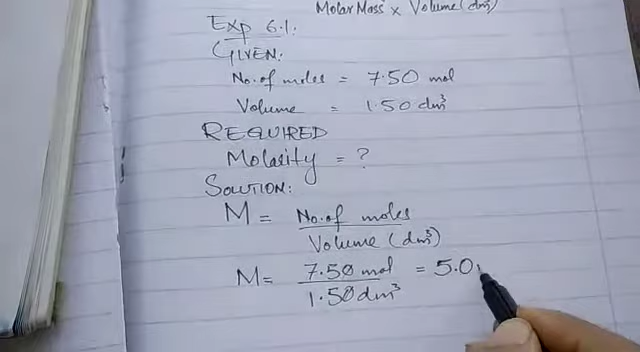 Molar Mass x Volume (dm³)
Exp 6.1:
GIVEN:
No. of moles = 7.50 mol
Volume = 1.50 dm³
REQUIRED
Molarity = ?
SOLUTION:
M = No. of moles
Volume (dm³)
M = 7.50 mol = 5.0
1.50 dm³